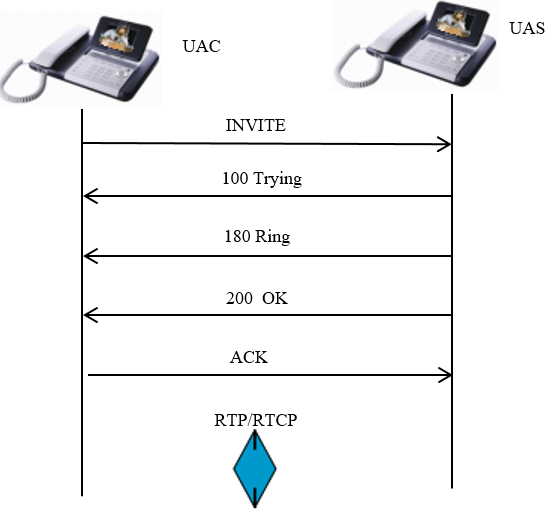 UAC
UAS
INVITE
100 Trying
180 Ring
200 OK
ACK
RTP/RTCP